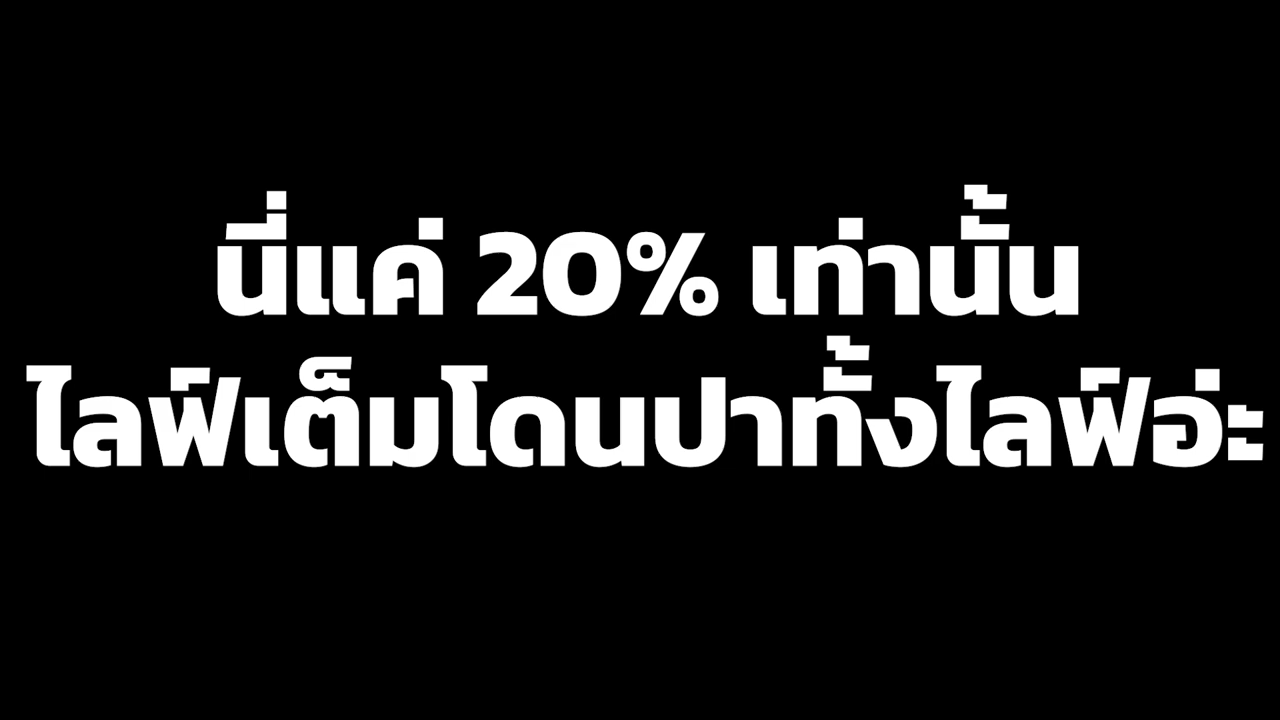 นี่แค่ 20% เท่านั้น
ไลฟ์เต็มโดนปาทั้งไลฟ์อ่ะ